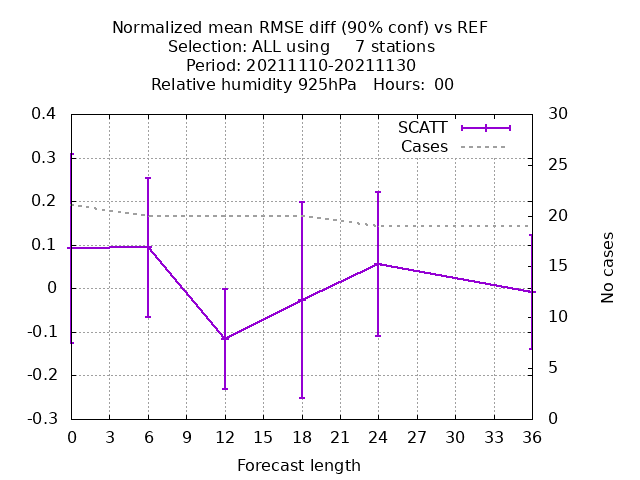 Normalized mean RMSE diff (90% conf) vs REF
Selection: ALL using     7 stations
Period: 20211110-20211130
Relative humidity 925hPa   Hours:  00
SCATT
Cases
0.4
0.3
0.2
0.1
0
-0.1
-0.2
-0.3
30
25
20
15
10
5
0
No cases
0 3 6 9 12 15 18 21 24 27 30 33 36
Forecast length